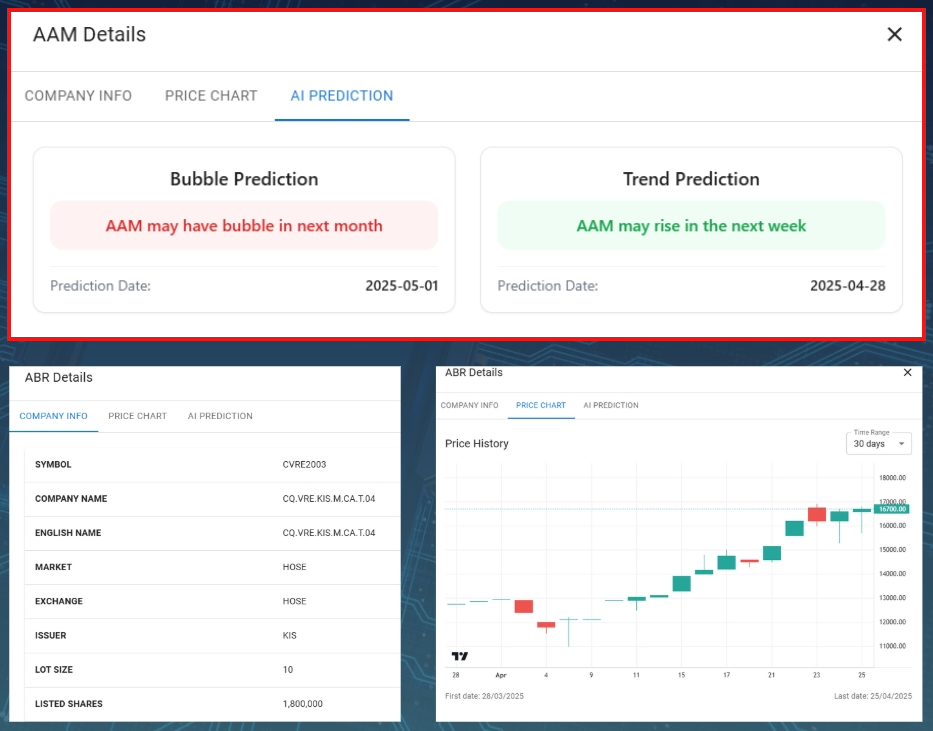 AAM Details
COMPANY INFO PRICE CHART AI PREDICTION
Bubble Prediction
AAM may have bubble in next month
Prediction Date: 2025-05-01
Trend Prediction
AAM may rise in the next week
Prediction Date: 2025-04-28
ABR Details
COMPANY INFO PRICE CHART AI PREDICTION
SYMBOL CVRE2003
COMPANY NAME CQ.VRE.KIS.M.CA.T.04
ENGLISH NAME CQ.VRE.KIS.M.CA.T.04
MARKET HOSE
EXCHANGE HOSE
ISSUER KIS
LOT SIZE 10
LISTED SHARES 1,800,000
ABR Details
COMPANY INFO PRICE CHART AI PREDICTION
Price History
Time Range
30 days
18000.00
17000.00
16700.00
16000.00
15000.00
14000.00
13000.00
12000.00
11000.00
28 Apr 4 9 11 15 17 21 23 25
First date: 28/03/2025 Last date: 25/04/2025